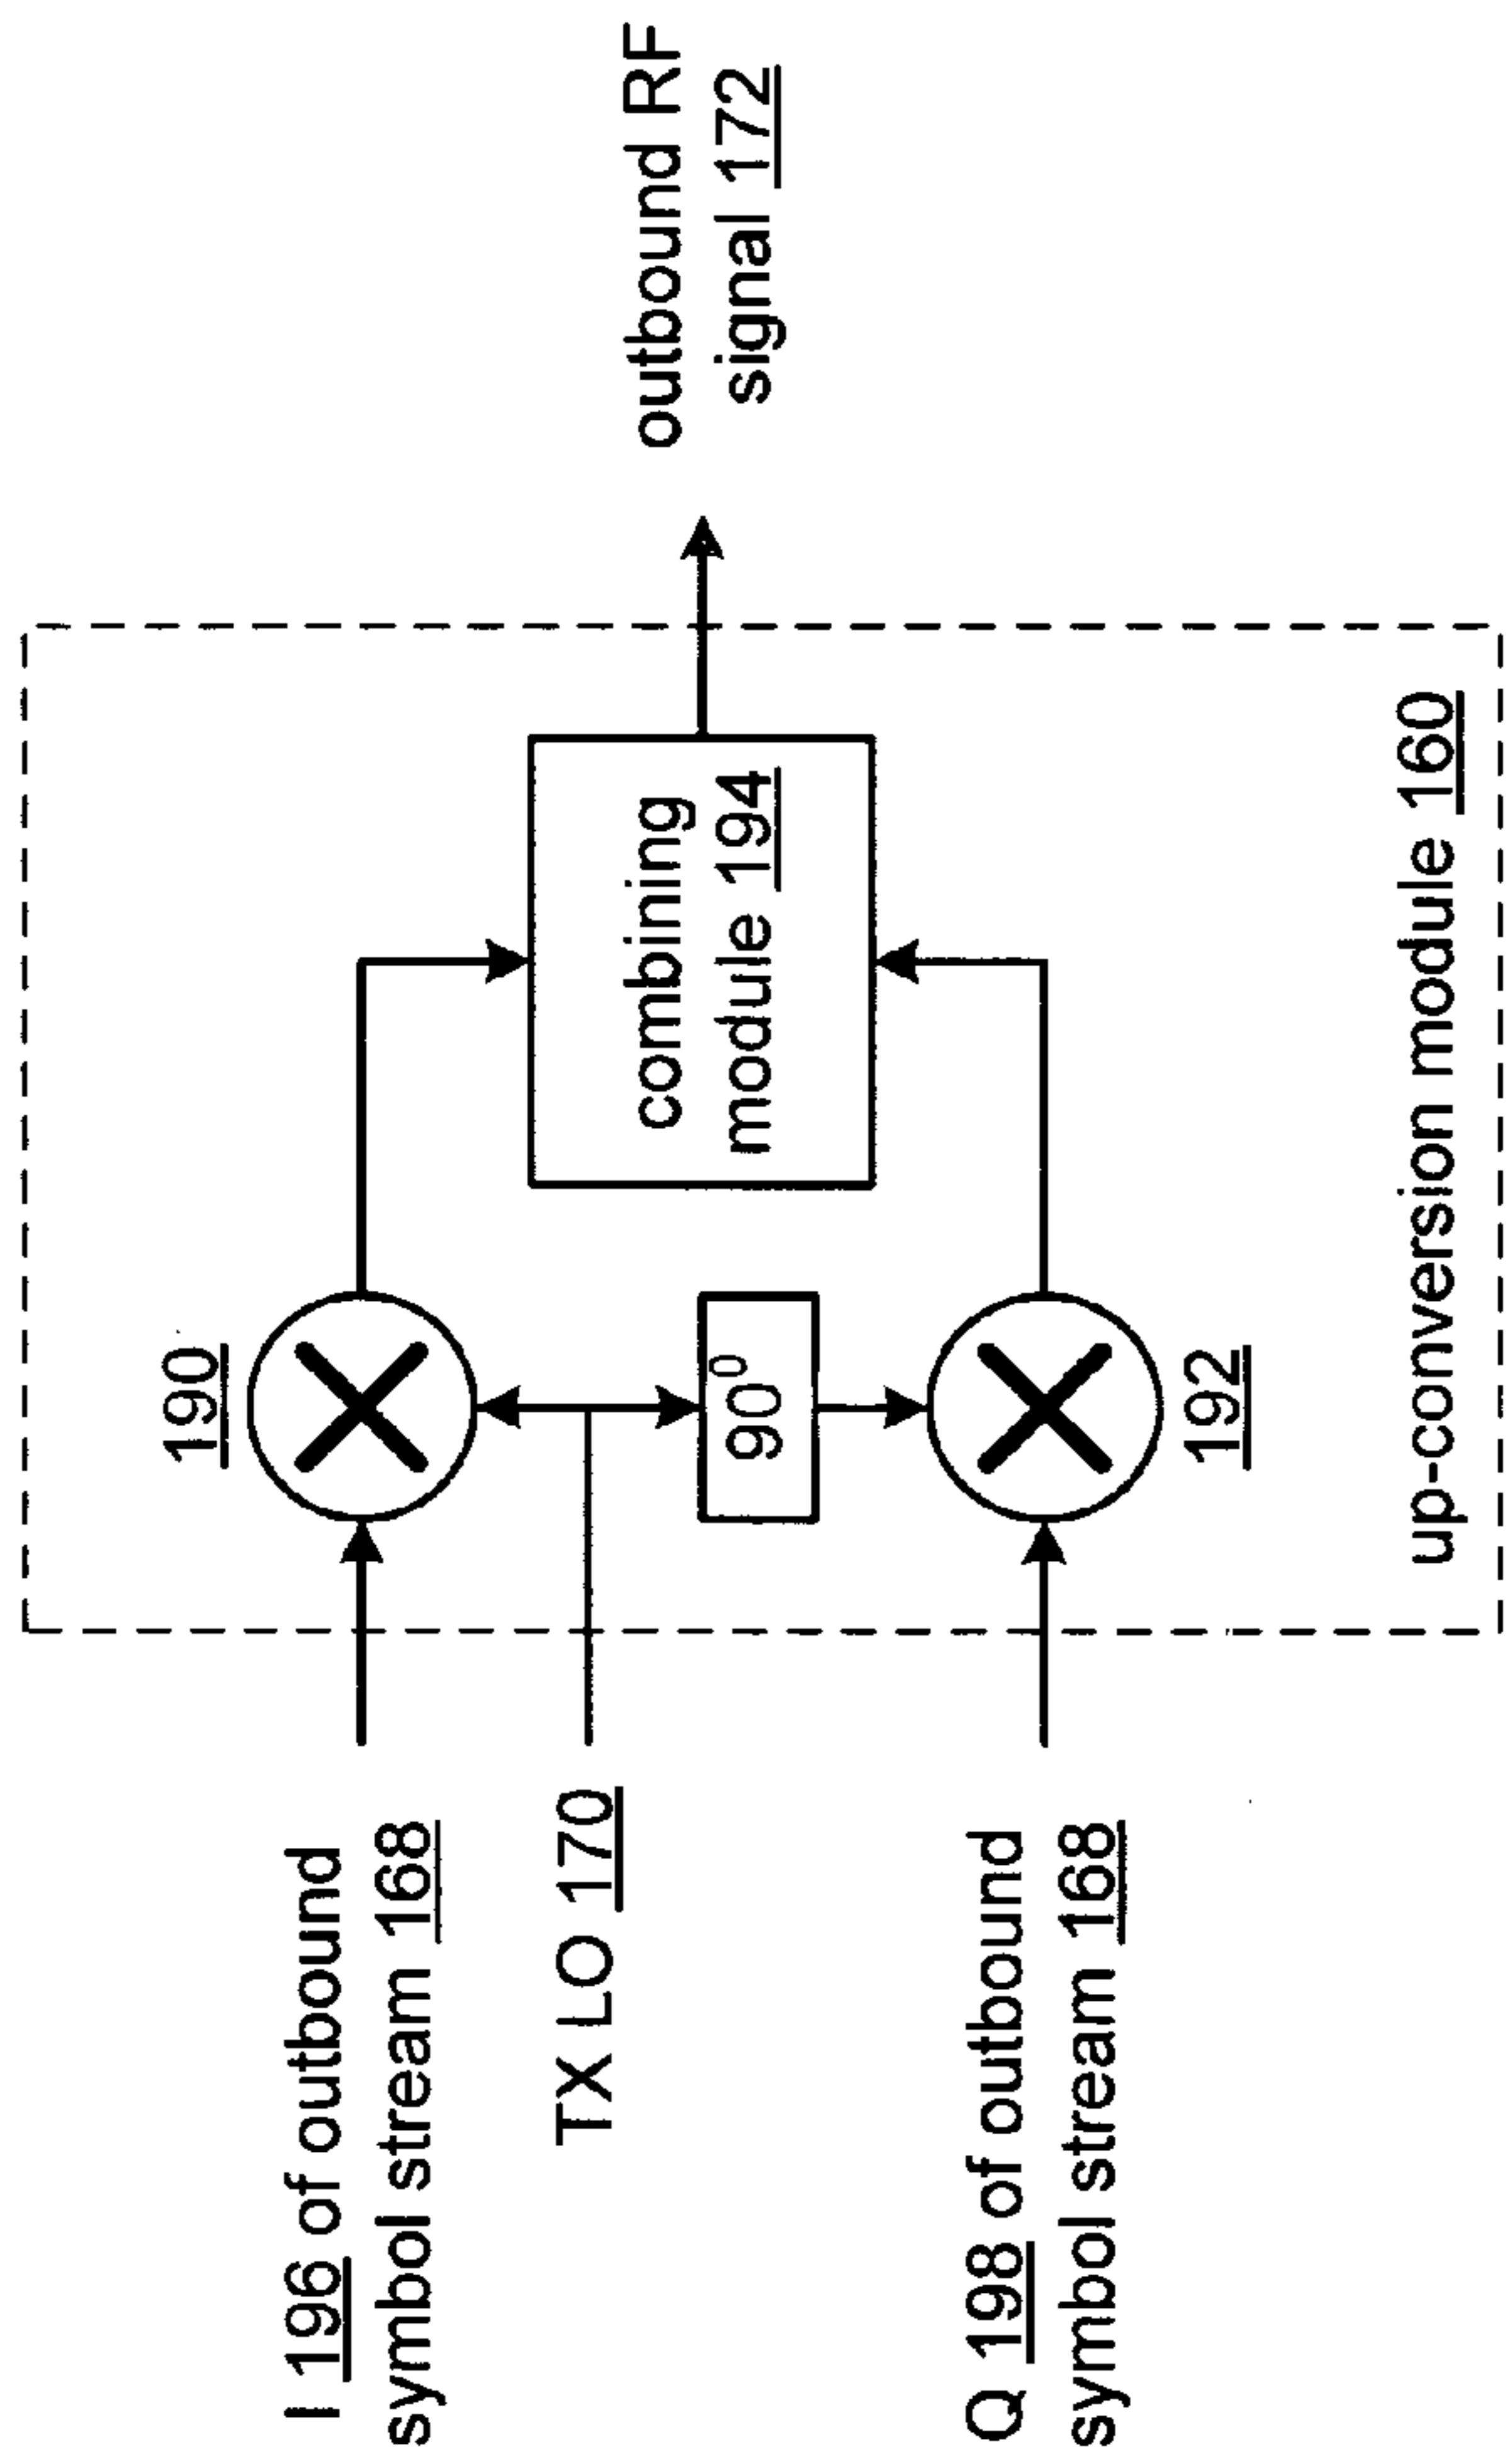 I 196 of outbound
symbol stream 168
TX LO 170
Q 198 of outbound
symbol stream 168
190
90⁰
192
combining
module 194
up-conversion module 160
outbound RF
signal 172